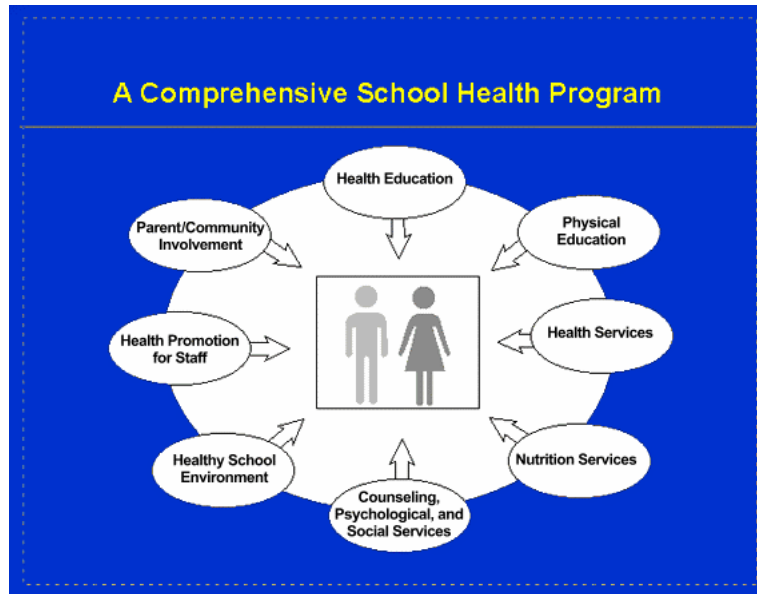 A Comprehensive School Health Program
Health Education
Physical
Education
Health Services
Nutrition Services
Counseling,
Psychological, and
Social Services
Healthy School
Environment
Health Promotion
for Staff
Parent/Community
Involvement